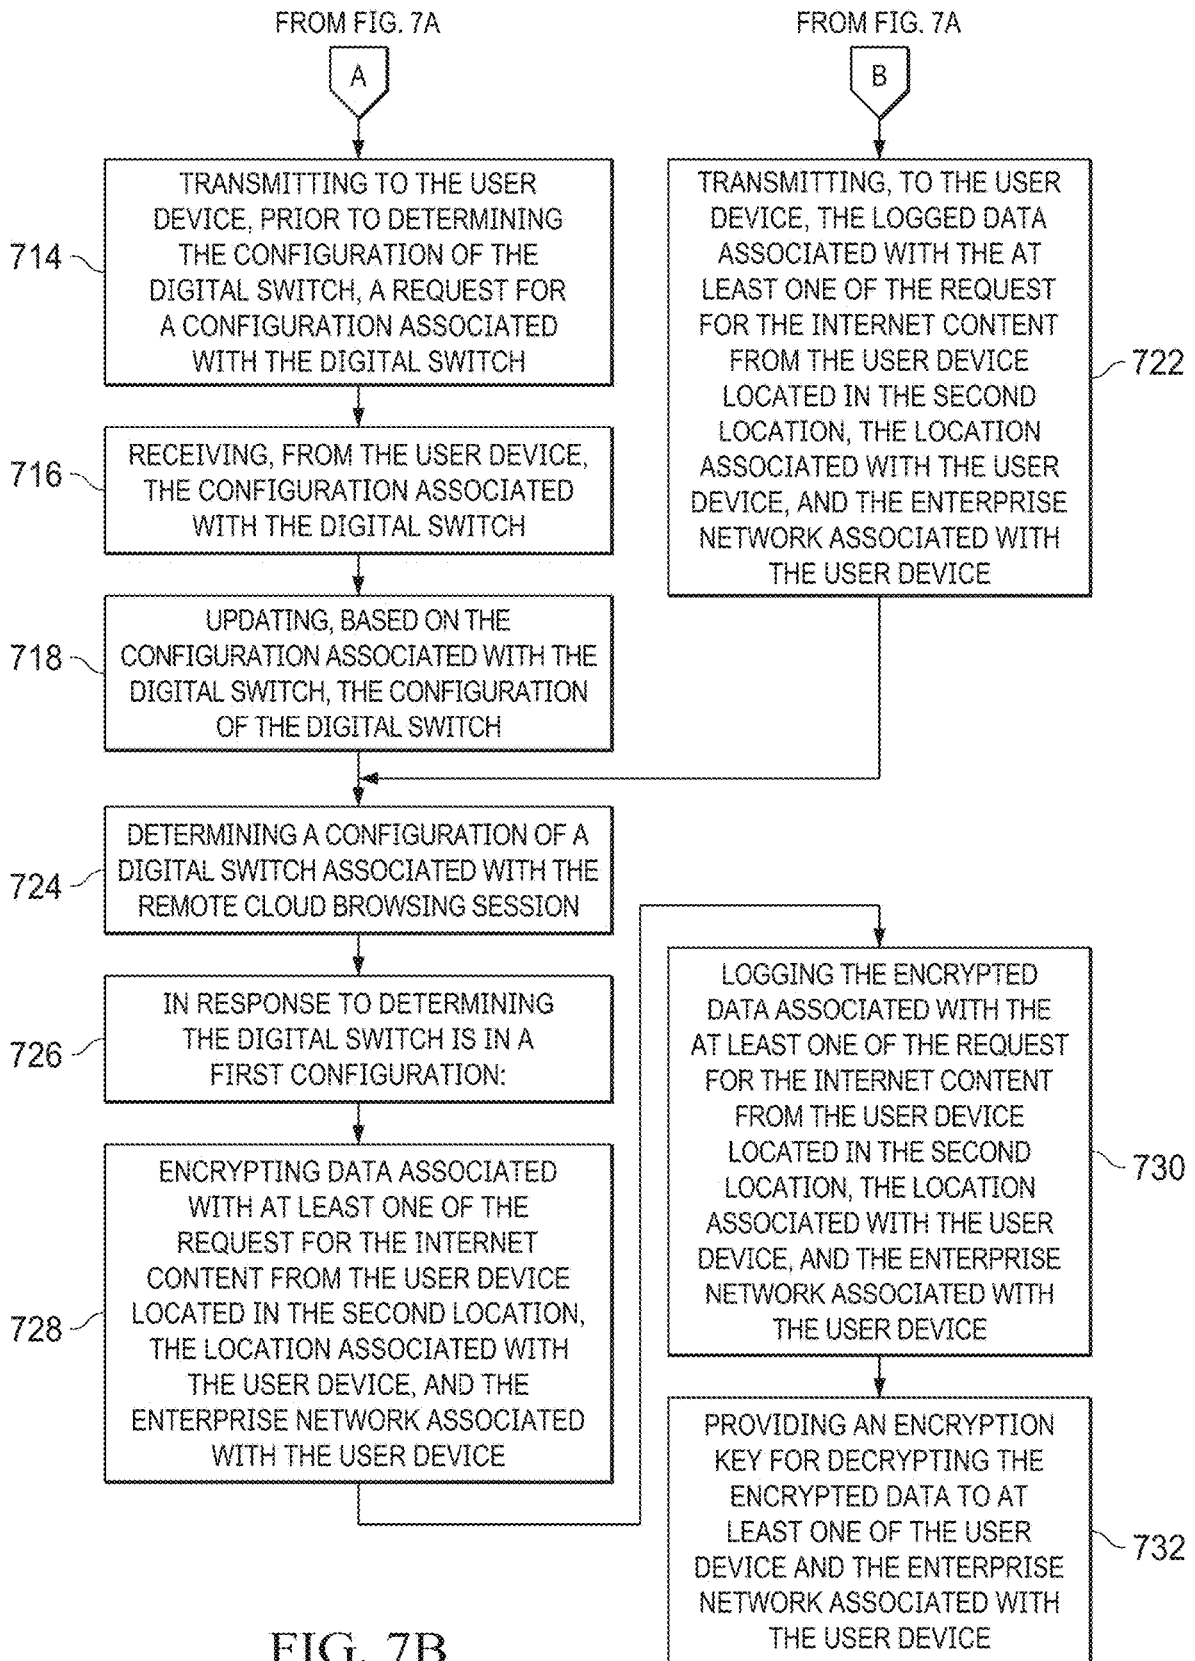 FROM FIG. 7A
A
714
TRANSMITTING TO THE USER
DEVICE, PRIOR TO DETERMINING
THE CONFIGURATION OF THE
DIGITAL SWITCH, A REQUEST FOR
A CONFIGURATION ASSOCIATED
WITH THE DIGITAL SWITCH
716
RECEIVING, FROM THE USER DEVICE,
THE CONFIGURATION ASSOCIATED
WITH THE DIGITAL SWITCH
718
UPDATING, BASED ON THE
CONFIGURATION ASSOCIATED WITH THE
DIGITAL SWITCH, THE CONFIGURATION
OF THE DIGITAL SWITCH
FROM FIG. 7A
B
TRANSMITTING, TO THE USER
DEVICE, THE LOGGED DATA
ASSOCIATED WITH THE AT
LEAST ONE OF THE REQUEST
FOR THE INTERNET CONTENT
FROM THE USER DEVICE
LOCATED IN THE SECOND
LOCATION, THE LOCATION
ASSOCIATED WITH THE USER
DEVICE, AND THE ENTERPRISE
NETWORK ASSOCIATED WITH
THE USER DEVICE
722
724
DETERMINING A CONFIGURATION OF A
DIGITAL SWITCH ASSOCIATED WITH THE
REMOTE CLOUD BROWSING SESSION
726
IN RESPONSE TO DETERMINING
THE DIGITAL SWITCH IS IN A
FIRST CONFIGURATION:
728
ENCRYPTING DATA ASSOCIATED
WITH AT LEAST ONE OF THE
REQUEST FOR THE INTERNET
CONTENT FROM THE USER DEVICE
LOCATED IN THE SECOND LOCATION,
THE LOCATION ASSOCIATED WITH
THE USER DEVICE, AND THE
ENTERPRISE NETWORK ASSOCIATED
WITH THE USER DEVICE
LOGGING THE ENCRYPTED
DATA ASSOCIATED WITH THE
AT LEAST ONE OF THE REQUEST
FOR THE INTERNET CONTENT
FROM THE USER DEVICE
LOCATED IN THE SECOND
LOCATION, THE LOCATION
ASSOCIATED WITH THE USER
DEVICE, AND THE ENTERPRISE
NETWORK ASSOCIATED WITH
THE USER DEVICE
730
PROVIDING AN ENCRYPTION
KEY FOR DECRYPTING THE
ENCRYPTED DATA TO AT
LEAST ONE OF THE USER
DEVICE AND THE ENTERPRISE
NETWORK ASSOCIATED WITH
THE USER DEVICE
732
FIG. 7B